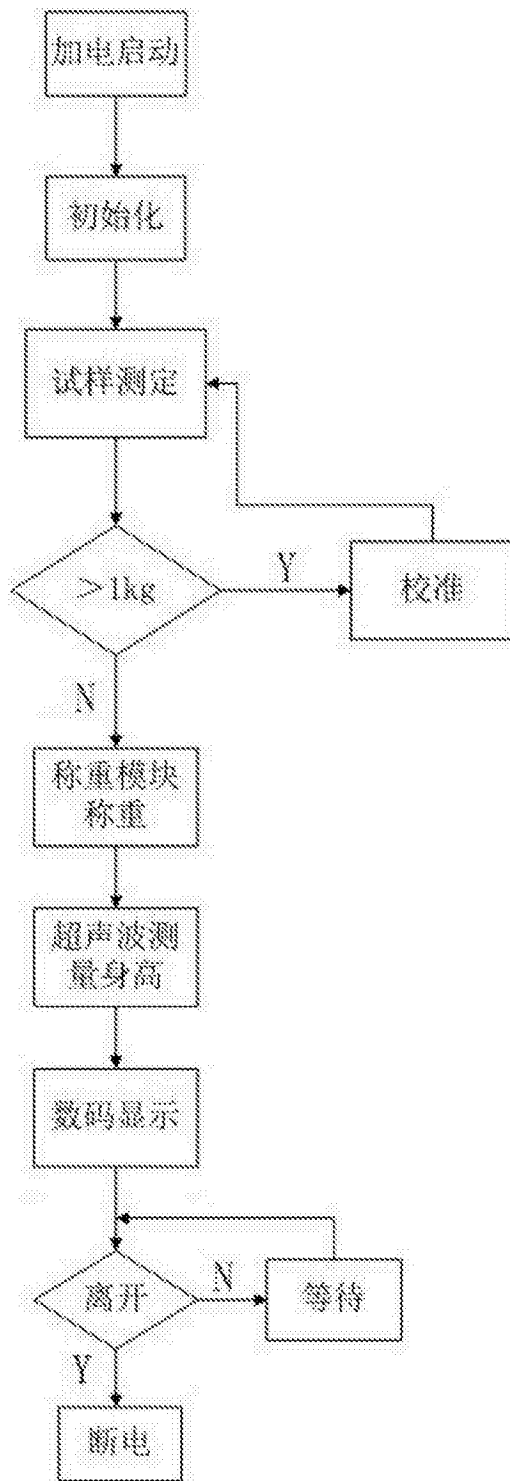 加电启动
初始化
试样测定
>1kg
Y
校准
N
称重模块
称重
超声波测
量身高
数码显示
离开
N
等待
Y
断电